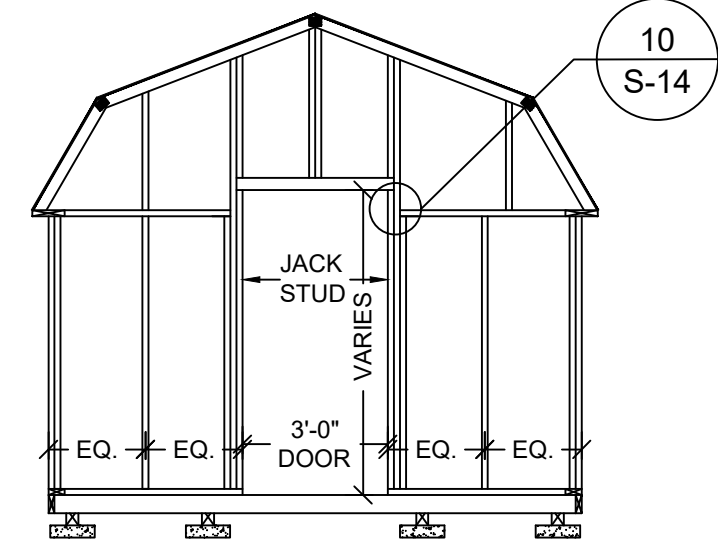 10
S-14
JACK
STUD
VARIES
EQ.
EQ.
3'-0"
DOOR
EQ.
EQ.